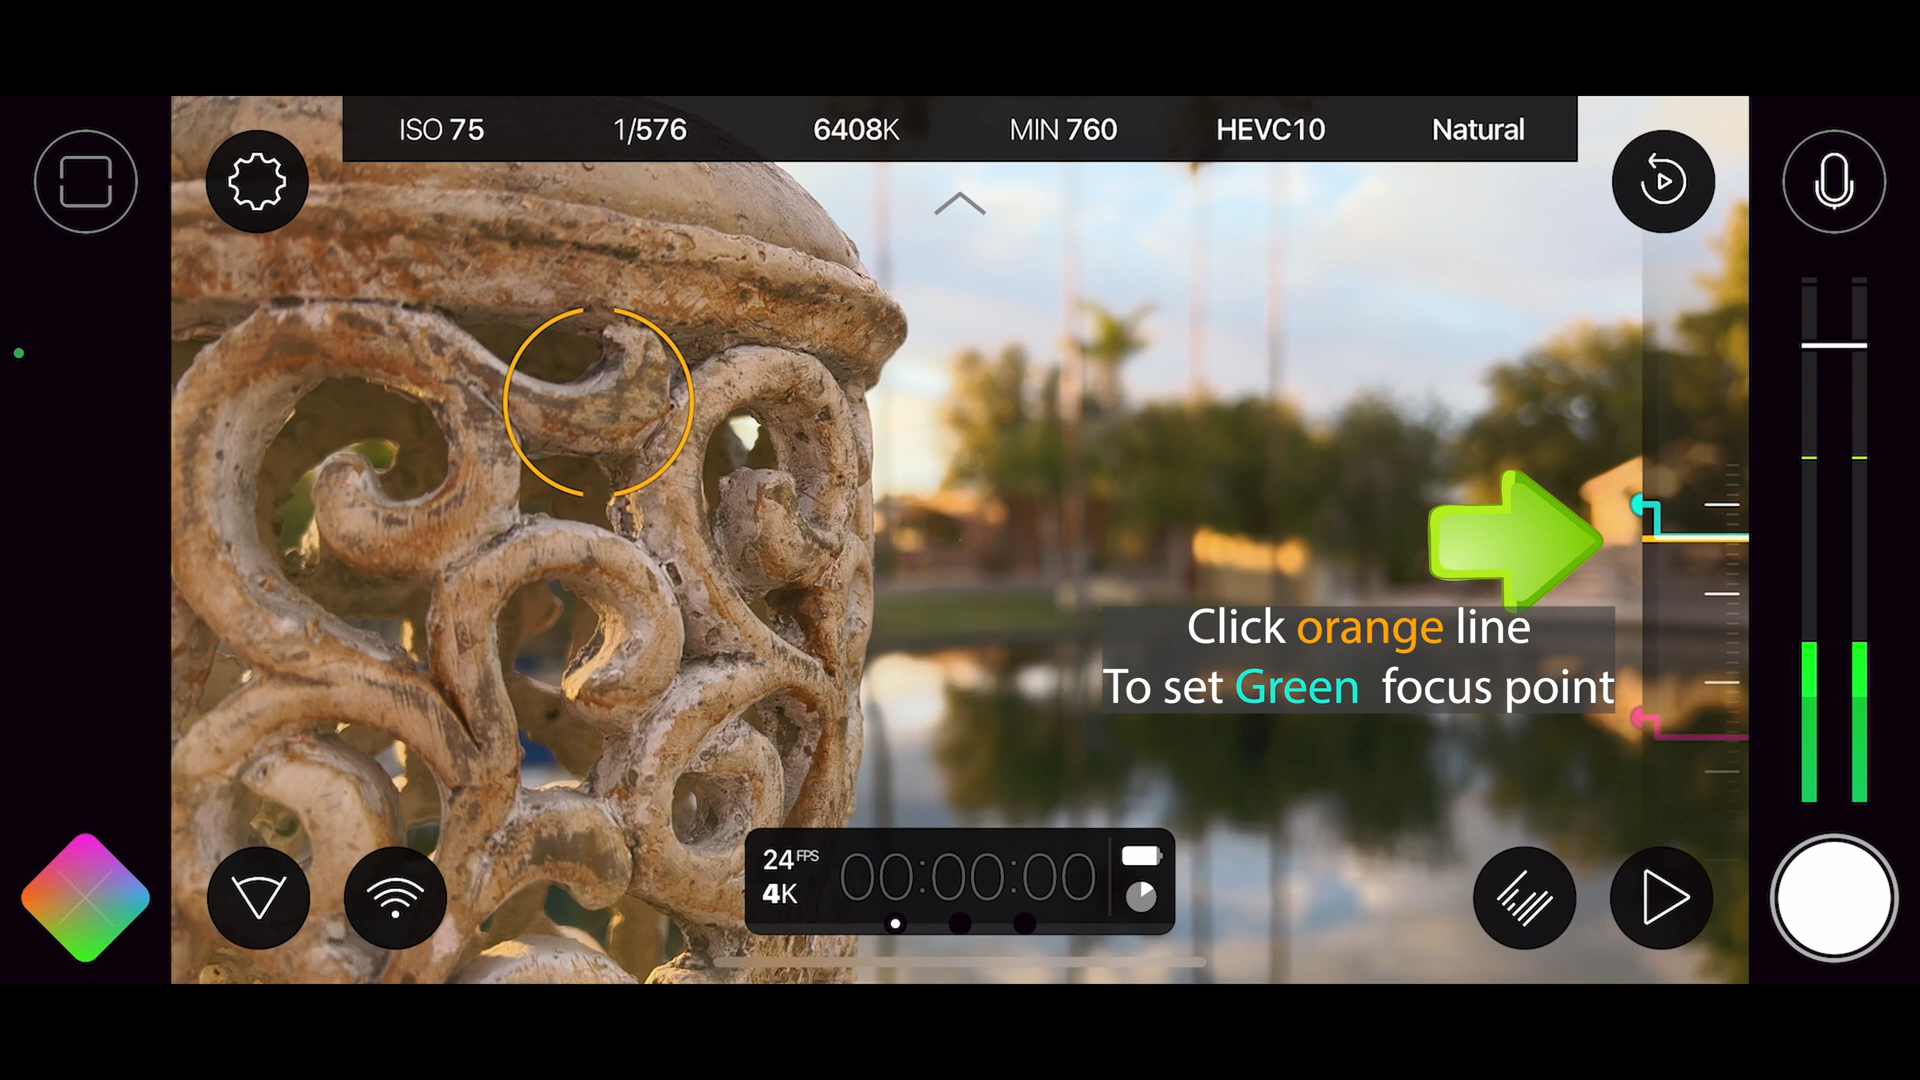 ISO 75
1/576
6408K
MIN 760
HEVC10
Natural
Click orange line
To set Green focus point
24 FPS
4K
00:00:00